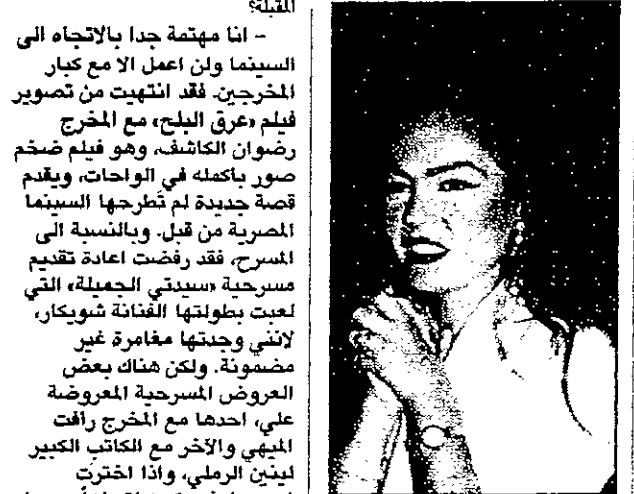 المقبلة؟
- انا مهتمة جدا بالاتجاه الى
السينما ولن اعمل الا مع كبار
المخرجين. فقد انتهيت من تصوير
فيلم «عرق البلح» مع المخرج
رضوان الكاشف، وهو فيلم ضخم
صور بأكمله في الواحات، ويقدم
قصة جديدة لم تَطرحها السينما
المصرية من قبل. وبالنسبة الى
المسرح، فقد رفضت اعادة تقديم
مسرحية «سيدتي الجميلة» التي
لعبت بطولتها الفنانة شويكار،
لانني وجدتها مغامرة غير
مضمونة. ولكن هناك بعض
العروض المسرحية المعروضة
علي، احدها مع المخرج رأفت
الميهي والآخر مع الكاتب الكبير
لينين الرملي، واذا اخترت